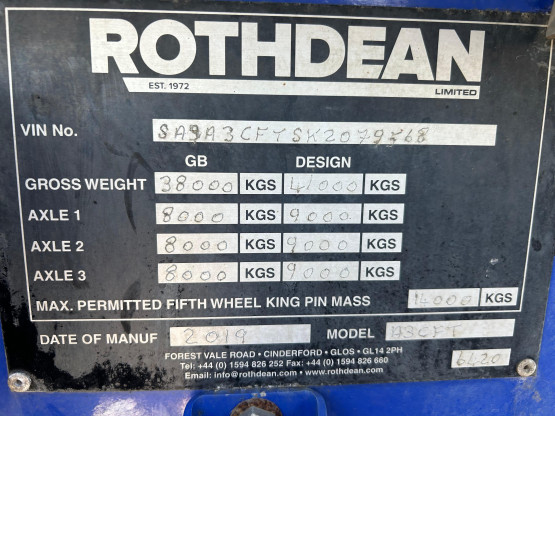 ROTHDEAN
EST. 1972 LIMITED
VIN No.
GB DESIGN
GROSS WEIGHT 38000 KGS 41000 KGS
AXLE 1 8000 9000
AXLE 2 8000 KGS 9000 KGS
AXLE 3 8000 KGS 9000 KGS
MAX. PERMITTED FIFTH WHEEL KING PIN MASS 14000 KGS
DATE OF MANUF 2019 MODEL A3CFT
FOREST VALE ROAD • CINDERFORD • GLOS • GL14 2PH
Tel: +44 (0) 1594 826 252 Fax: +44 (0) 1594 826 680
Email: info@rothdean.com • www.rothdean.com
6420